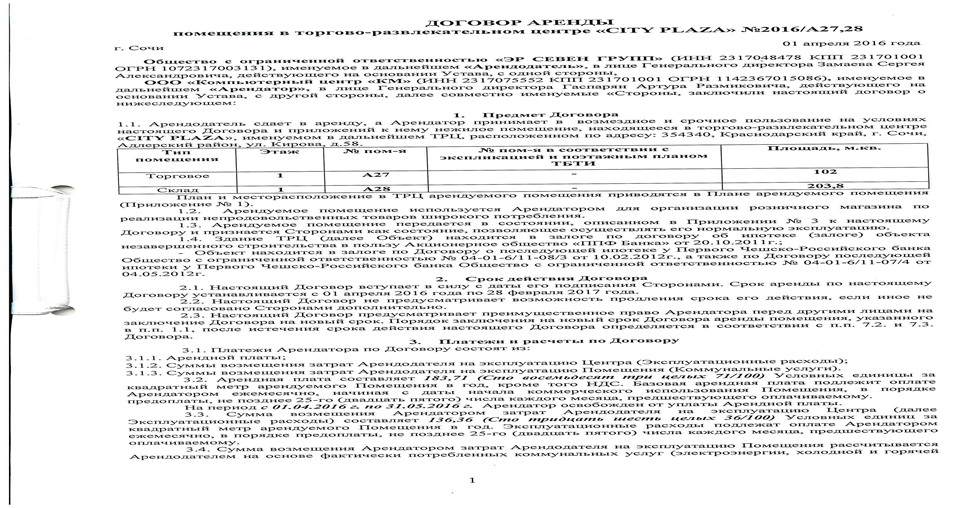 ДОГОВОР АРЕНДЫ
помещения в торгово-развлекательном центре «CITY PLAZA» №2016/А27,28
г. Сочи
01 апреля 2016 года
Общество с ограниченной ответственностью «ЭР СЕВЕН ГРУПП» (ИНН 2317048478 КПП 231701001
ОГРН 1072317003131), именуемое в дальнейшем «Арендодатель», в лице Генерального директора Замаева Сергея
Александровича, действующего на основании Устава, с одной стороны,
ООО «Компьютерный центр «КМ» (ИНН 2317075552 КПП 231701001 ОГРН 1142367015086), именуемое в
дальнейшем «Арендатор», в лице Генерального директора Гаспарян Артура Размиковича, действующего на
основании Устава, с другой стороны, далее совместно именуемые «Стороны, заключили настоящий договор о
нижеследующем:
1. Предмет Договора
1.1. Арендодатель сдает в аренду, а Арендатор принимает в возмездное и срочное пользование на условиях
настоящего Договора и приложений к нему нежилое помещение, находящееся в торгово-развлекательном центре
«CITY PLAZA», именуемом в дальнейшем ТРЦ, расположенном по адресу: 354340, Краснодарский край, г. Сочи,
Адлерский район, ул. Кирова, д.58.
Тип помещения Этаж № пом-я № пом-я в соответствии с экспликацией и поэтажным планом ТБТИ Площадь, м.кв.
Торговое 1 А27 - 102
Склад 1 А28 - 203,8
План и месторасположение в ТРЦ арендуемого помещения приводятся в Плане арендуемого помещения
(Приложение № 1).
1.2. Арендуемое помещение используется Арендатором для организации розничного магазина по
реализации непродовольственных товаров широкого потребления.
1.3. Арендуемое помещение передается в состоянии, описанном в Приложении № 3 к настоящему
Договору и признается Сторонами как состояние, позволяющее осуществлять его нормальную эксплуатацию.
1.4. Здание ТРЦ (далее Объект) находится в залоге по договору об ипотеке (залоге) объекта
незавершенного строительства в пользу Акционерное общество «ППФ Банка» от 20.10.2011г.;
- Объект находится в залоге по Договору о последующей ипотеке у Первого Чешско-Российского банка
Общество с ограниченной ответственностью № 04-01-6/11-08/3 от 10.02.2012г., а также по Договору последующей
ипотеки у Первого Чешско-Российского банка Общество с ограниченной ответственностью № 04-01-6/11-07/4 от
04.05.2012г.
2. Срок действия Договора
2.1. Настоящий Договор вступает в силу с даты его подписания Сторонами. Срок аренды по настоящему
Договору устанавливается с 01 апреля 2016 года по 28 февраля 2017 года.
2.2. Настоящий Договор не предусматривает возможность продления срока его действия, если иное не
будет согласовано Сторонами дополнительно.
2.3. Настоящий Договор предусматривает преимущественное право Арендатора перед другими лицами на
заключение Договора на новый срок. Порядок заключения на новый срок Договора аренды помещения, указанного
в п.п. 1.1, после истечения срока действия настоящего Договора определяется в соответствии с п.п. 7.2. и 7.3.
Договора.
3. Платежи и расчеты по Договору
3.1. Платежи Арендатора по Договору состоят из:
3.1.1. Арендной платы;
3.1.2. Суммы возмещения затрат Арендодателя на эксплуатацию Центра (Эксплуатационные расходы);
3.1.3. Суммы возмещения затрат Арендодателя на эксплуатацию Помещения (Коммунальные услуги).
3.2. Арендная плата составляет 183,71 (Сто восемьдесят три целых 71/100) Условных единицы за
квадратный метр арендуемого Помещения в год, кроме того НДС. Базовая арендная плата подлежит оплате
Арендатором ежемесячно, начиная с даты начала коммерческого использования Помещения, в порядке
предоплаты, не позднее 25-го (двадцать пятого) числа каждого месяца, предшествующего оплачиваемому.
На период с 01.04.2016 г. по 31.05.2016 г. Арендатор освобожден от уплаты Арендной платы.
3.3. Сумма возмещения Арендатором затрат Арендодателя на эксплуатацию Центра (далее
Эксплуатационные расходы) составляет 136,36 (Сто тридцать шесть целых 36/100) Условных единиц за
квадратный метр арендуемого Помещения в год. Эксплуатационные расходы подлежат оплате Арендатором
ежемесячно, в порядке предоплаты, не позднее 25-го (двадцать пятого) числа каждого месяца, предшествующего
оплачиваемому.
3.4. Сумма возмещения Арендатором затрат Арендодателя на эксплуатацию Помещения рассчитывается
Арендодателем на основе фактически потребленных коммунальных услуг (электроэнергии, холодной и горячей
1